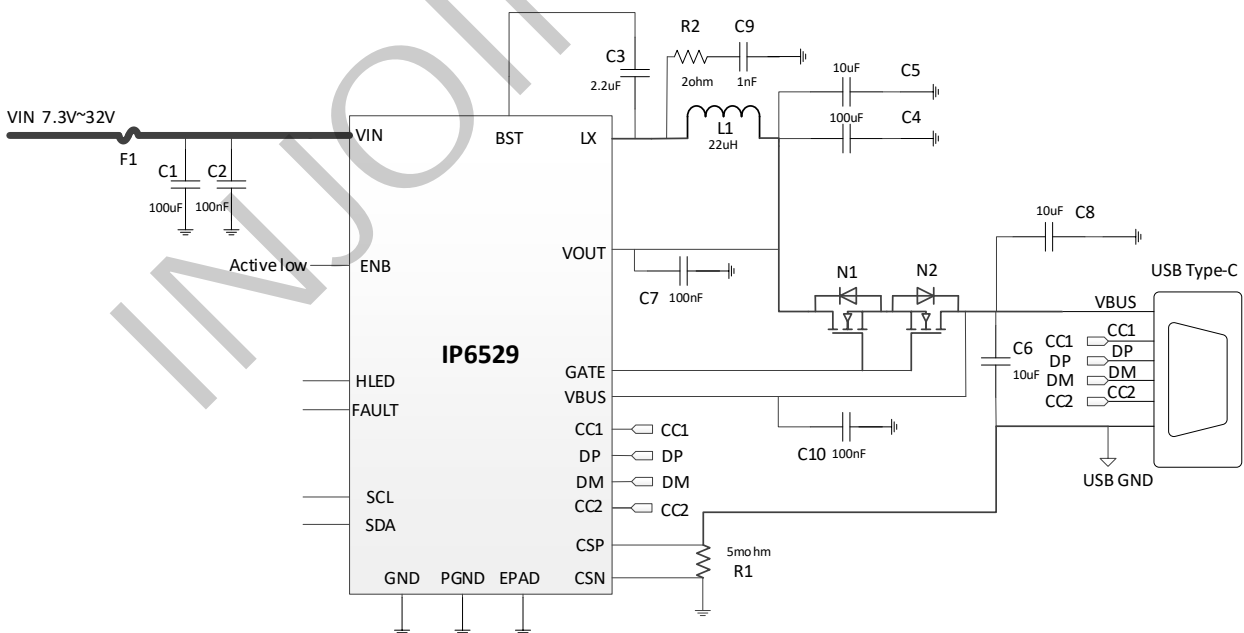 INJOI
VIN 7.3V~32V
F1
C1
100uF
C2
100nF
Active low
VIN
BST
LX
ENB
VOUT
IP6529
HLED
FAULT
GATE
VBUS
CC1
DP
DM
CC2
SCL
SDA
CSP
CSN
GND
PGND
EPAD
C3
2.2uF
R2
2ohm
C9
1nF
L1
22uH
10uF
C5
100uF
C4
C7
100nF
N1
N2
10uF
C8
C6
10uF
C10
100nF
CC1
DP
DM
CC2
5mohm
R1
USB Type-C
VBUS
CC1
CC1
DP
DP
DM
DM
CC2
CC2
USB GND